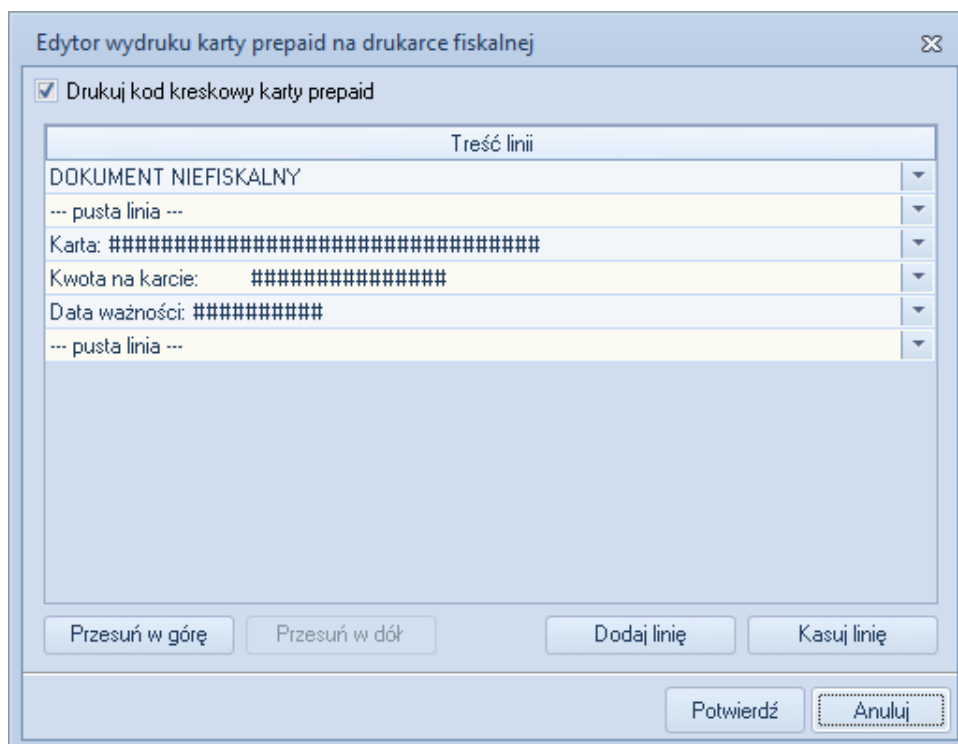 Edytor wydruku karty prepaid na drukarce fiskalnej
Drukuj kod kreskowy karty prepaid
Treść linii
DOKUMENT NIEFISKALNY
--- pusta linia ---
Karta: #################################
Kwota na karcie: ###############
Data ważności: ##########
--- pusta linia ---
Przesuń w górę Przesuń w dół Dodaj linię Kasuj linię
Potwierdź Anuluj